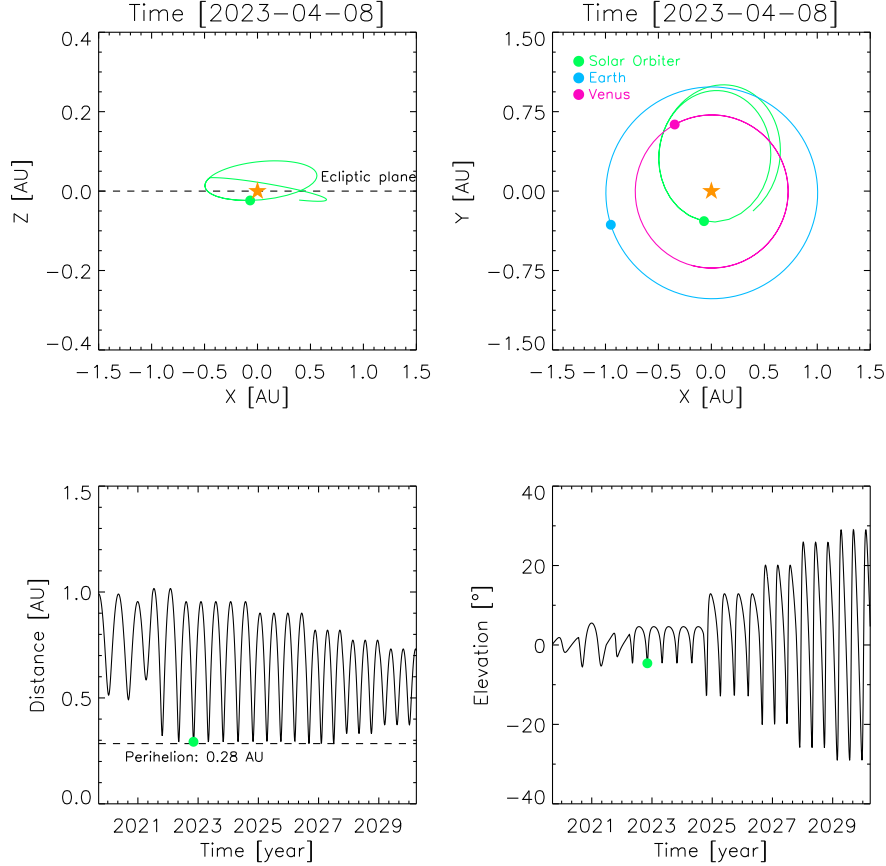 Time [2023-04-08]
0.4
0.2
0.0
-0.2
-0.4
Z [AU]
Ecliptic plane
-1.5 -1.0 -0.5 0.0 0.5 1.0 1.5
X [AU]
Time [2023-04-08]
1.50
0.75
0.00
-0.75
-1.50
Y [AU]
Solar Orbiter
Earth
Venus
-1.5 -1.0 -0.5 0.0 0.5 1.0 1.5
X [AU]
1.5
1.0
0.5
0.0
Distance [AU]
Perihelion: 0.28 AU
2021 2023 2025 2027 2029
Time [year]
40
20
0
-20
-40
Elevation [°]
2021 2023 2025 2027 2029
Time [year]